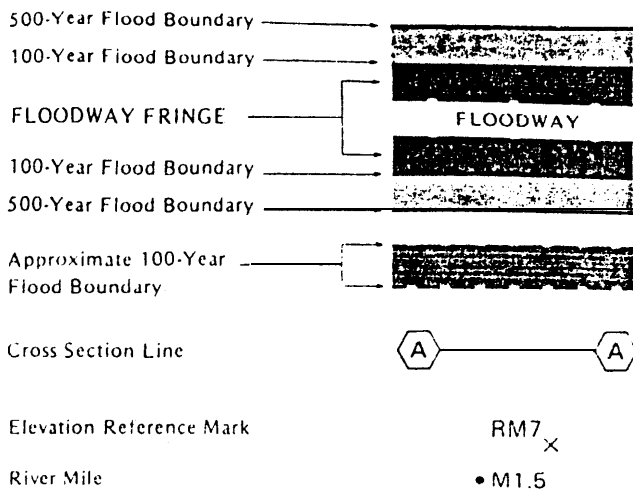 500-Year Flood Boundary
100-Year Flood Boundary
FLOODWAY FRINGE
FLOODWAY
100-Year Flood Boundary
500-Year Flood Boundary
Approximate 100-Year
Flood Boundary
Cross Section Line
A
A
Elevation Reference Mark
RM7
River Mile
M1.5